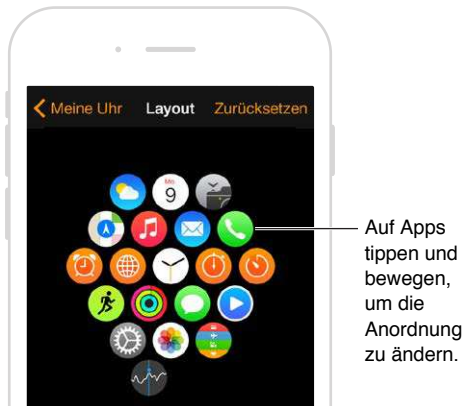 Meine Uhr Layout Zurücksetzen
Mo
9
Auf Apps
tippen und
bewegen,
um die
Anordnung
zu ändern.